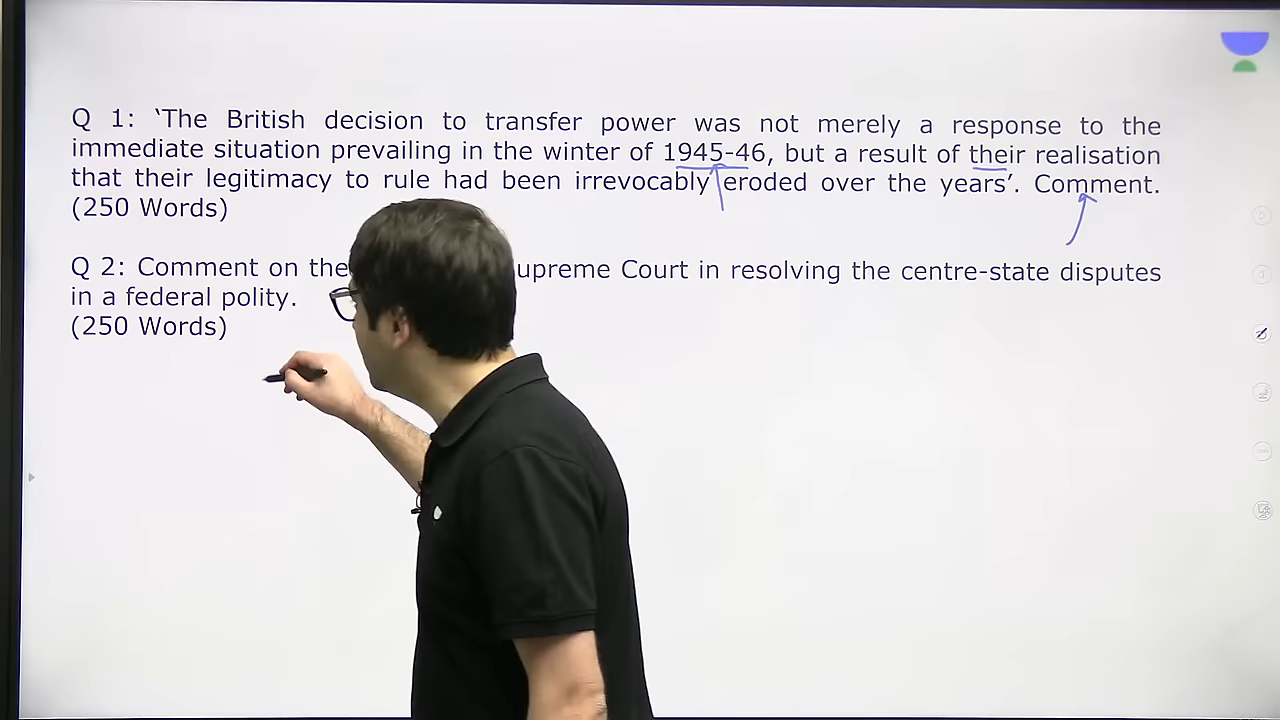 Q 1: ‘The British decision to transfer power was not merely a response to the
immediate situation prevailing in the winter of 1945-46, but a result of their realisation
that their legitimacy to rule had been irrevocably eroded over the years’. Comment.
(250 Words)
Q 2: Comment on the upreme Court in resolving the centre-state disputes
in a federal polity.
(250 Words)